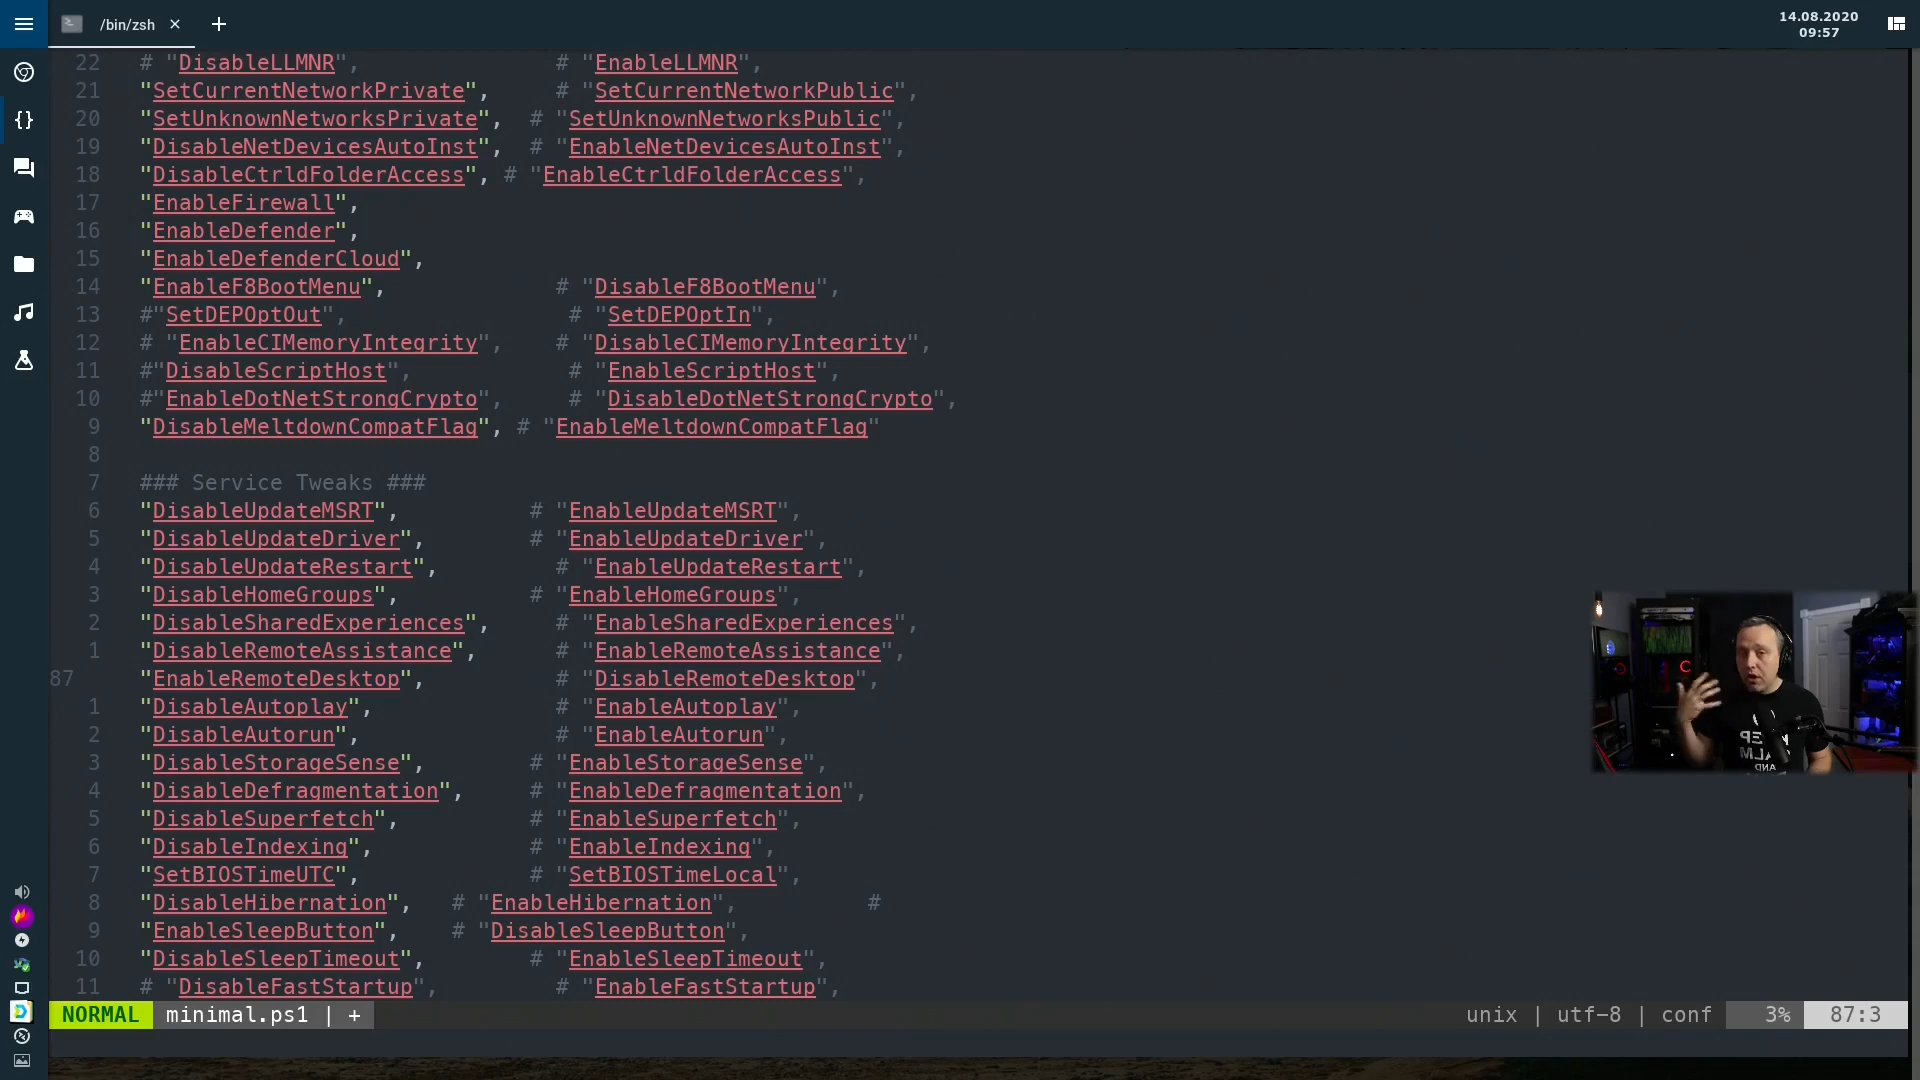 /bin/zsh
14.08.2020
09:57
22 # "DisableLLMNR", # "EnableLLMNR",
21 "SetCurrentNetworkPrivate", # "SetCurrentNetworkPublic",
20 "SetUnknownNetworksPrivate", # "SetUnknownNetworksPublic",
19 "DisableNetDevicesAutoInst", # "EnableNetDevicesAutoInst",
18 "DisableCtrldFolderAccess", # "EnableCtrldFolderAccess",
17 "EnableFirewall",
16 "EnableDefender",
15 "EnableDefenderCloud",
14 "EnableF8BootMenu", # "DisableF8BootMenu",
13 #"SetDEPOptOut", # "SetDEPOptIn",
12 # "EnableCIMemoryIntegrity", # "DisableCIMemoryIntegrity",
11 #"DisableScriptHost", # "EnableScriptHost",
10 #"EnableDotNetStrongCrypto", # "DisableDotNetStrongCrypto",
9 "DisableMeltdownCompatFlag", # "EnableMeltdownCompatFlag"
8
7 ### Service Tweaks ###
6 "DisableUpdateMSRT", # "EnableUpdateMSRT",
5 "DisableUpdateDriver", # "EnableUpdateDriver",
4 "DisableUpdateRestart", # "EnableUpdateRestart",
3 "DisableHomeGroups", # "EnableHomeGroups",
2 "DisableSharedExperiences", # "EnableSharedExperiences",
1 "DisableRemoteAssistance", # "EnableRemoteAssistance",
87 "EnableRemoteDesktop", # "DisableRemoteDesktop",
1 "DisableAutoplay", # "EnableAutoplay",
2 "DisableAutorun", # "EnableAutorun",
3 "DisableStorageSense", # "EnableStorageSense",
4 "DisableDefragmentation", # "EnableDefragmentation",
5 "DisableSuperfetch", # "EnableSuperfetch",
6 "DisableIndexing", # "EnableIndexing",
7 "SetBIOSTimeUTC", # "SetBIOSTimeLocal",
8 "DisableHibernation", # "EnableHibernation", #
9 "EnableSleepButton", # "DisableSleepButton",
10 "DisableSleepTimeout", # "EnableSleepTimeout",
11 # "DisableFastStartup", # "EnableFastStartup",
NORMAL minimal.ps1 | + unix | utf-8 | conf 3% 87:3